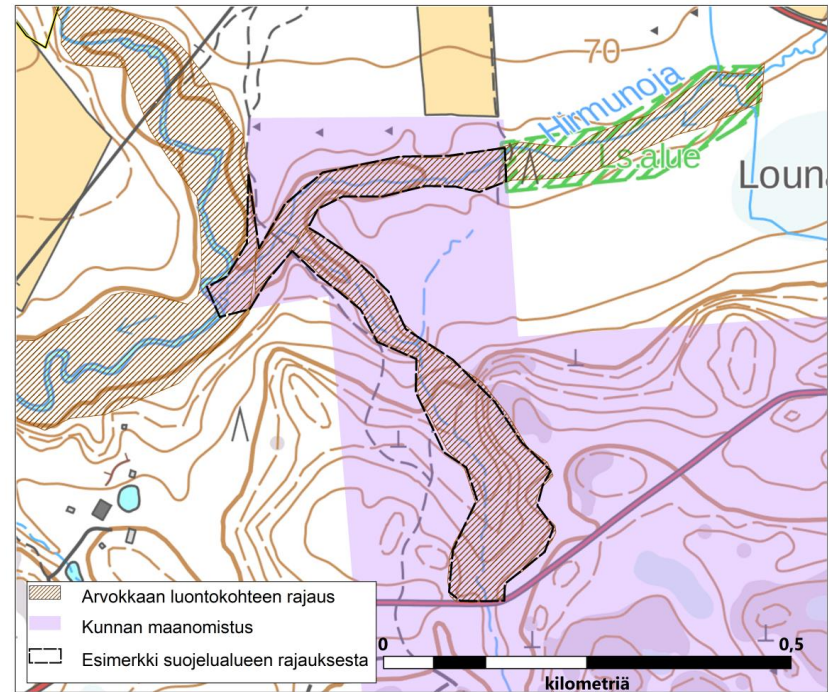 70
Hirmunoja
Ls.alue
Louna
Arvokkaan luontokohteen rajaus
Kunnan maanomistus
Esimerkki suojelualueen rajauksesta
0
0,5
kilometriä